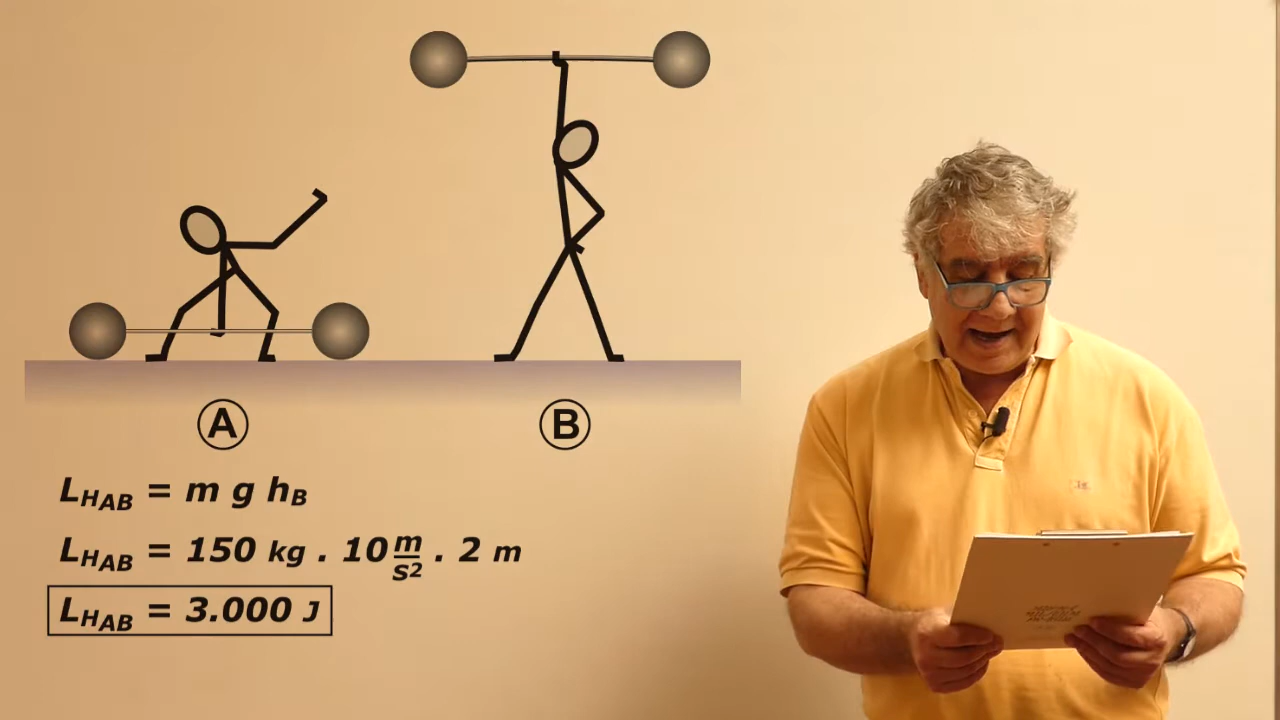 A
B
L_HAB = m g h_B
L_HAB = 150 kg . 10 m/s² . 2 m
L_HAB = 3.000 J